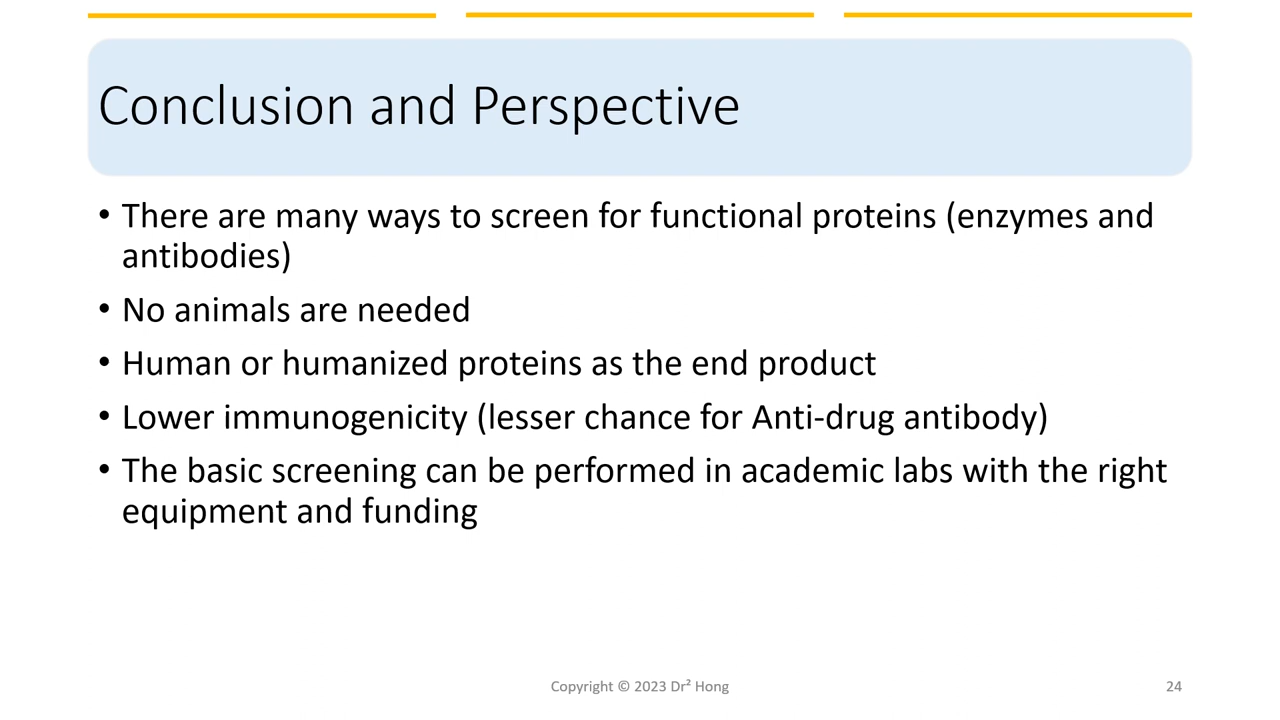 Conclusion and Perspective
• There are many ways to screen for functional proteins (enzymes and
antibodies)
• No animals are needed
• Human or humanized proteins as the end product
• Lower immunogenicity (lesser chance for Anti-drug antibody)
• The basic screening can be performed in academic labs with the right
equipment and funding
Copyright © 2023 Dr² Hong
24